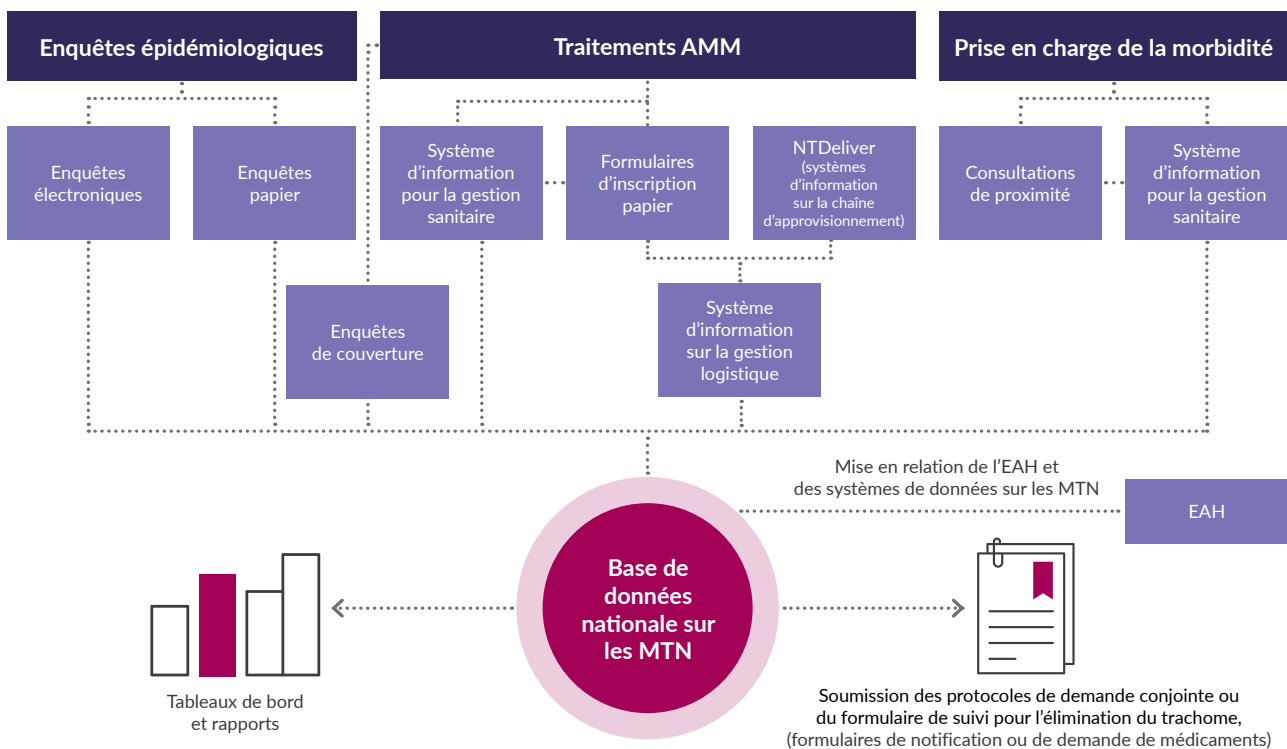 Enquêtes épidémiologiques
Traitements AMM
Prise en charge de la morbidité
Enquêtes
électroniques
Enquêtes
papier
Système
d'information
pour la gestion
sanitaire
Formulaires
d'inscription
papier
NTDeliver
(systèmes
d'information
sur la chaîne
d'approvisionnement)
Consultations
de proximité
Système
d'information
pour la gestion
sanitaire
Enquêtes
de couverture
Système
d'information
sur la gestion
logistique
Mise en relation de l'EAH et
des systèmes de données sur les MTN
EAH
Base de
données
nationale sur
les MTN
Tableaux de bord
et rapports
Soumission des protocoles de demande conjointe ou
du formulaire de suivi pour l'élimination du trachome,
(formulaires de notification ou de demande de médicaments)